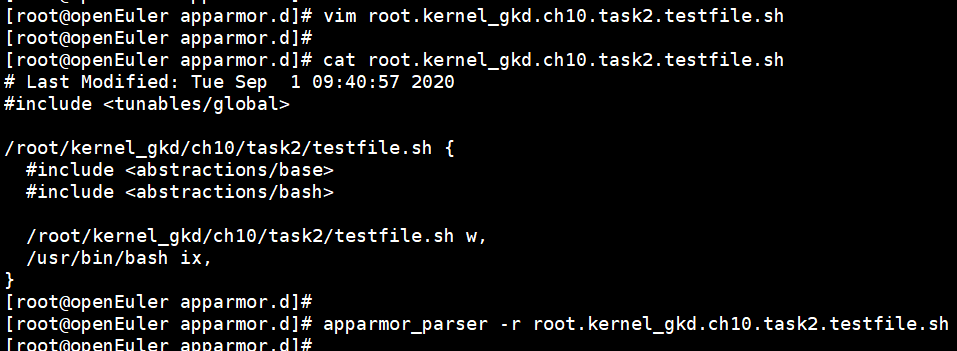 [root@openEuler apparmor.d]# vim root.kernel_gkd.ch10.task2.testfile.sh
[root@openEuler apparmor.d]#
[root@openEuler apparmor.d]# cat root.kernel_gkd.ch10.task2.testfile.sh
# Last Modified: Tue Sep  1 09:40:57 2020
#include <tunables/global>

/root/kernel_gkd/ch10/task2/testfile.sh {
  #include <abstractions/base>
  #include <abstractions/bash>

  /root/kernel_gkd/ch10/task2/testfile.sh w,
  /usr/bin/bash ix,
}
[root@openEuler apparmor.d]#
[root@openEuler apparmor.d]# apparmor_parser -r root.kernel_gkd.ch10.task2.testfile.sh
[root@openEuler apparmor.d]#